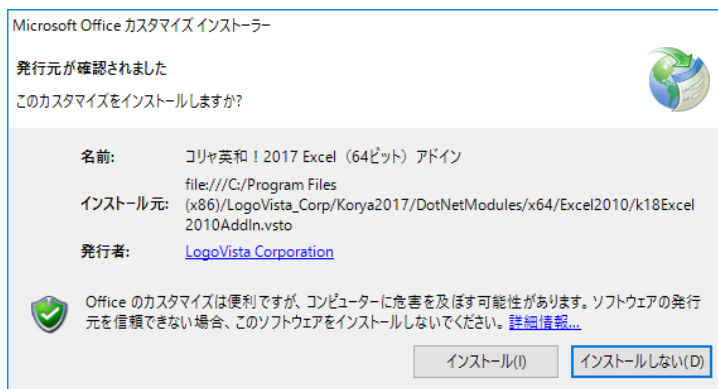 Microsoft Office カスタマイズ インストーラー
発行元が確認されました
このカスタマイズをインストールしますか?
名前: コリャ英和！2017 Excel（64ビット）アドイン
インストール元: file:///C:/Program Files
(x86)/LogoVista_Corp/Korya2017/DotNetModules/x64/Excel2010/k18Excel
2010AddIn.vsto
発行者: LogoVista Corporation
Office のカスタマイズは便利ですが、コンピューターに危害を及ぼす可能性があります。ソフトウェアの発行
元を信頼できない場合、このソフトウェアをインストールしないでください。詳細情報...
インストール(I) インストールしない(D)